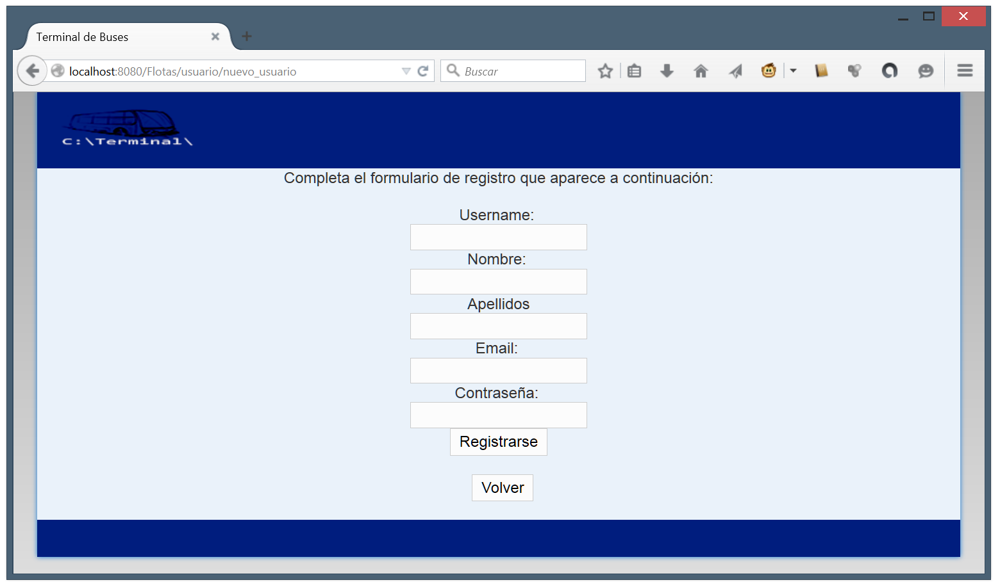 Terminal de Buses
localhost:8080/Flotas/usuario/nuevo_usuario
Buscar
C:\Terminal\
Completa el formulario de registro que aparece a continuación:
Username:
Nombre:
Apellidos
Email:
Contraseña:
Registrarse
Volver